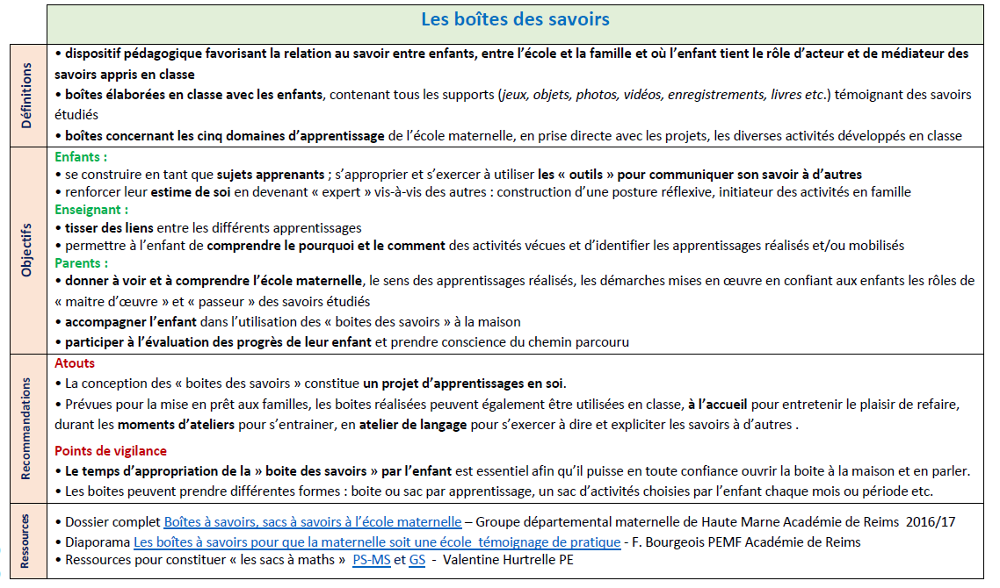 Les boîtes des savoirs
Définitions
• dispositif pédagogique favorisant la relation au savoir entre enfants, entre l’école et la famille et où l’enfant tient le rôle d’acteur et de médiateur des
savoirs appris en classe
• boîtes élaborées en classe avec les enfants, contenant tous les supports (jeux, objets, photos, vidéos, enregistrements, livres etc.) témoignant des savoirs
étudiés
• boîtes concernant les cinq domaines d’apprentissage de l’école maternelle, en prise directe avec les projets, les diverses activités développés en classe
Objectifs
Enfants :
• se construire en tant que sujets apprenants ; s’approprier et s’exercer à utiliser les « outils » pour communiquer son savoir à d’autres
• renforcer leur estime de soi en devenant « expert » vis-à-vis des autres : construction d’une posture réflexive, initiateur des activités en famille
Enseignant :
• tisser des liens entre les différents apprentissages
• permettre à l’enfant de comprendre le pourquoi et le comment des activités vécues et d’identifier les apprentissages réalisés et/ou mobilisés
Parents :
• donner à voir et à comprendre l’école maternelle, le sens des apprentissages réalisés, les démarches mises en œuvre en confiant aux enfants les rôles de
« maitre d’œuvre » et « passeur » des savoirs étudiés
• accompagner l’enfant dans l’utilisation des « boites des savoirs » à la maison
• participer à l’évaluation des progrès de leur enfant et prendre conscience du chemin parcouru
Recommandations
Atouts
• La conception des « boites des savoirs » constitue un projet d’apprentissages en soi.
• Prévues pour la mise en prêt aux familles, les boites réalisées peuvent également être utilisées en classe, à l’accueil pour entretenir le plaisir de refaire,
durant les moments d’ateliers pour s’entrainer, en atelier de langage pour s’exercer à dire et expliciter les savoirs à d’autres .
Points de vigilance
• Le temps d’appropriation de la » boite des savoirs » par l’enfant est essentiel afin qu’il puisse en toute confiance ouvrir la boite à la maison et en parler.
• Les boites peuvent prendre différentes formes : boite ou sac par apprentissage, un sac d’activités choisies par l’enfant chaque mois ou période etc.
Ressources
• Dossier complet Boîtes à savoirs, sacs à savoirs à l’école maternelle – Groupe départemental maternelle de Haute Marne Académie de Reims 2016/17
• Diaporama Les boîtes à savoirs pour que la maternelle soit une école témoignage de pratique - F. Bourgeois PEMF Académie de Reims
• Ressources pour constituer « les sacs à maths » PS-MS et GS - Valentine Hurtrelle PE